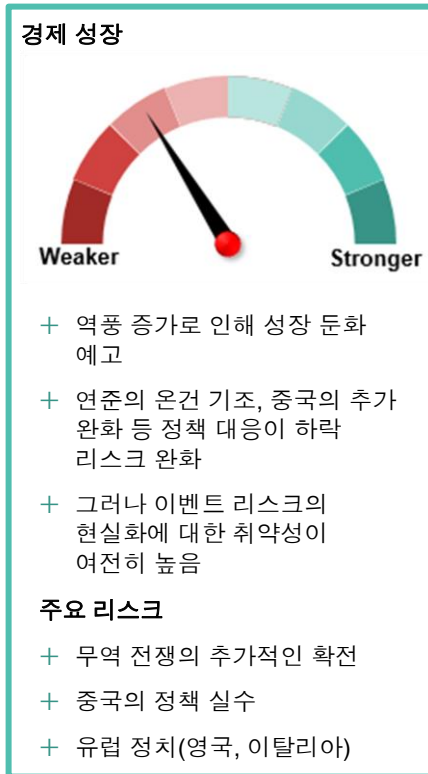 경제 성장
Weaker
Stronger
+ 역풍 증가로 인해 성장 둔화
예고
+ 연준의 온건 기조, 중국의 추가
완화 등 정책 대응이 하락
리스크 완화
+ 그러나 이벤트 리스크의
현실화에 대한 취약성이
여전히 높음
주요 리스크
+ 무역 전쟁의 추가적인 확전
+ 중국의 정책 실수
+ 유럽 정치(영국, 이탈리아)